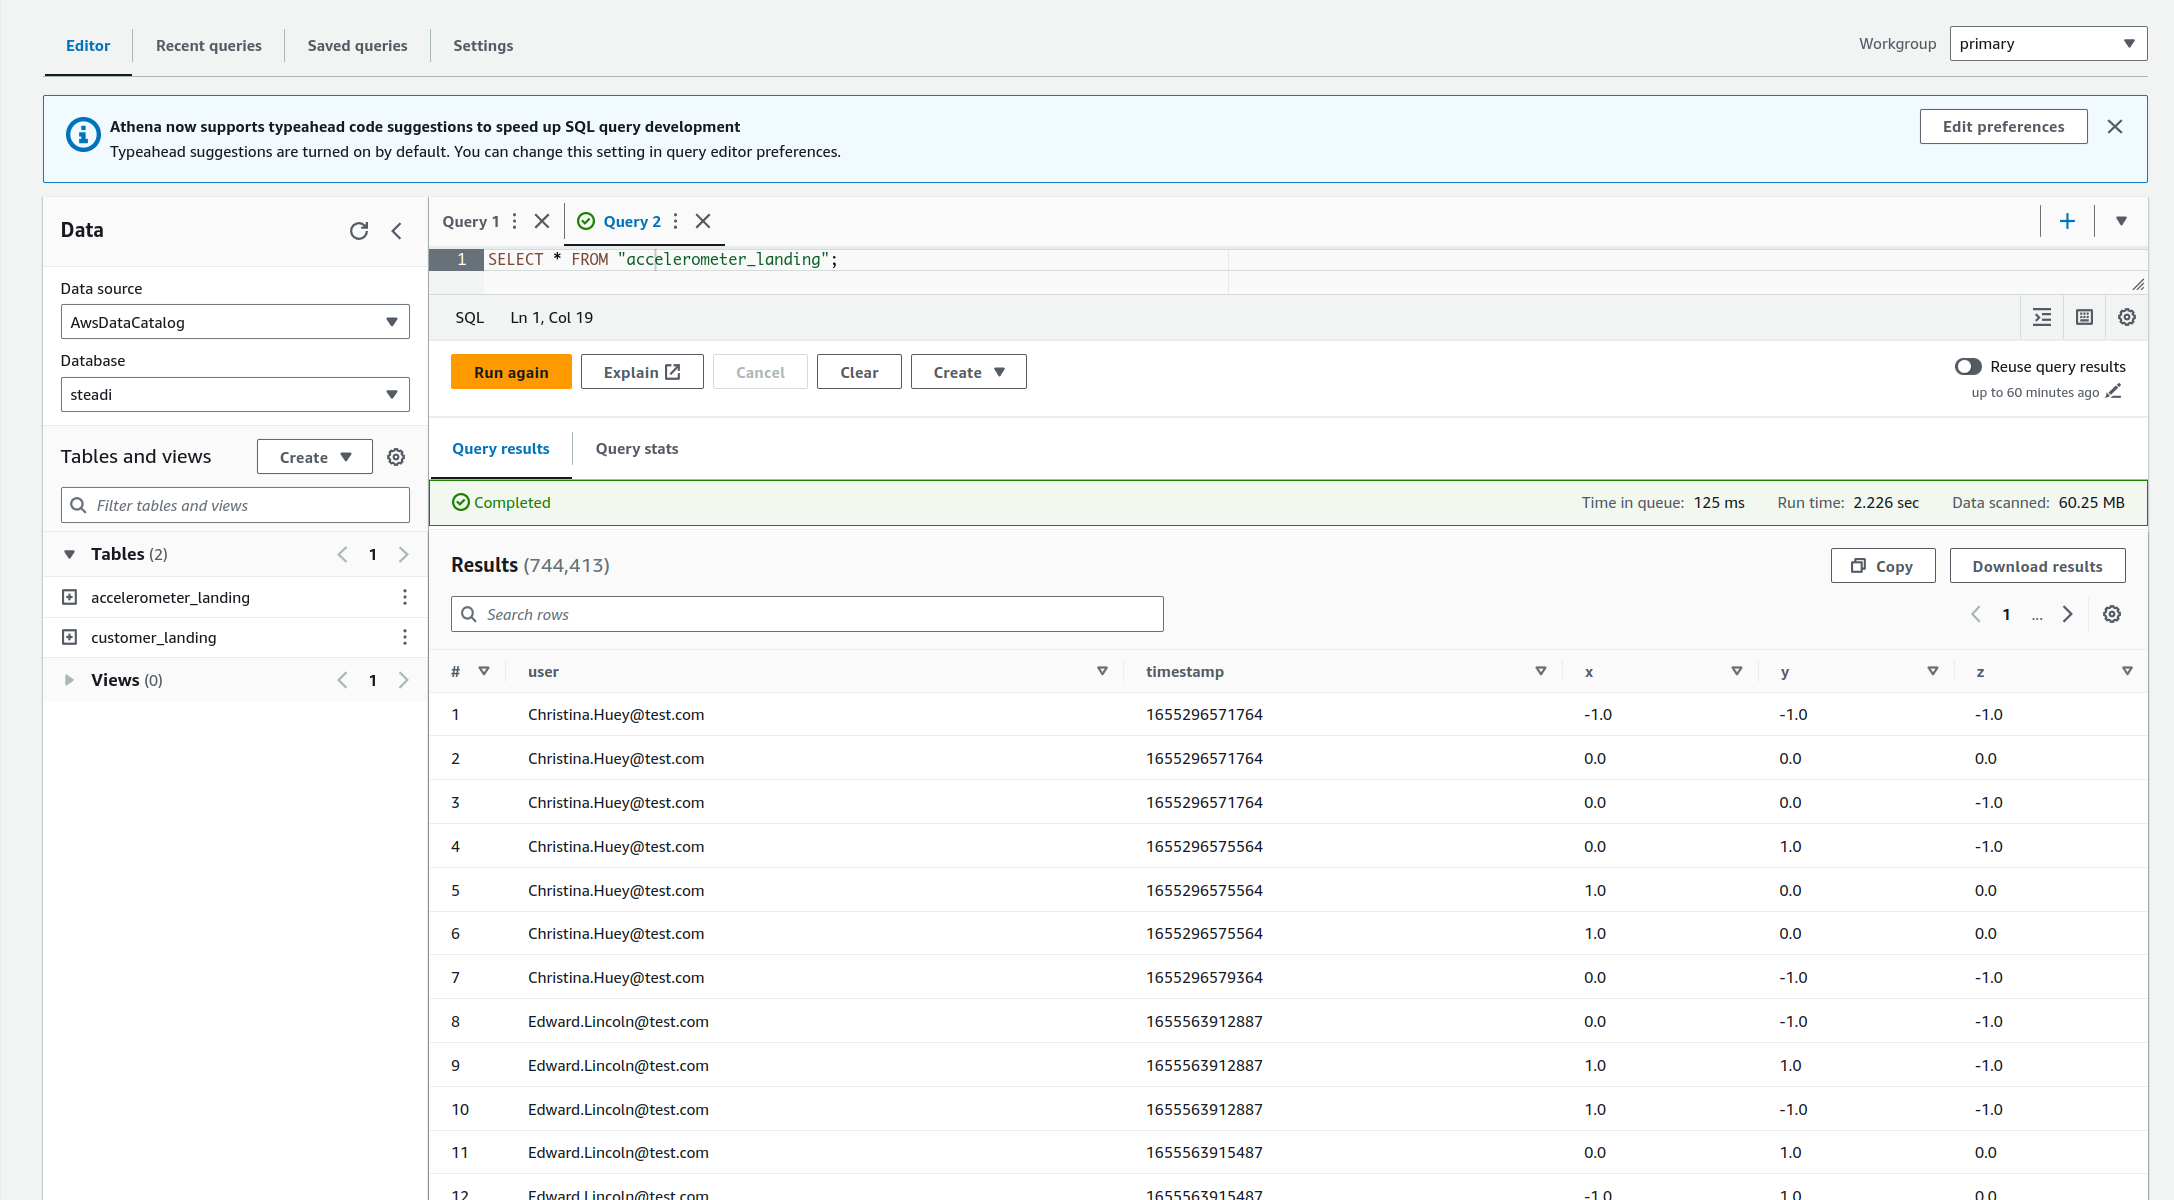 Editor Recent queries Saved queries Settings Workgroup primary
Athena now supports typeahead code suggestions to speed up SQL query development
Typeahead suggestions are turned on by default. You can change this setting in query editor preferences.
Edit preferences
Data
Data source
AwsDataCatalog
Database
steadi
Tables and views Create
Filter tables and views
Tables (2) 1
accelerometer_landing
customer_landing
Views (0) 1
Query 1 Query 2
1 SELECT * FROM "accelerometer_landing";
SQL Ln 1, Col 19
Run again Explain Cancel Clear Create
Reuse query results
up to 60 minutes ago
Query results Query stats
Completed Time in queue: 125 ms Run time: 2.226 sec Data scanned: 60.25 MB
Results (744,413) Copy Download results
Search rows 1 ...
# user timestamp x y z
1 Christina.Huey@test.com 1655296571764 -1.0 -1.0 -1.0
2 Christina.Huey@test.com 1655296571764 0.0 0.0 0.0
3 Christina.Huey@test.com 1655296571764 0.0 0.0 -1.0
4 Christina.Huey@test.com 1655296575564 0.0 1.0 -1.0
5 Christina.Huey@test.com 1655296575564 1.0 0.0 0.0
6 Christina.Huey@test.com 1655296575564 1.0 0.0 0.0
7 Christina.Huey@test.com 1655296579364 0.0 -1.0 -1.0
8 Edward.Lincoln@test.com 1655563912887 0.0 -1.0 -1.0
9 Edward.Lincoln@test.com 1655563912887 1.0 1.0 -1.0
10 Edward.Lincoln@test.com 1655563912887 1.0 -1.0 -1.0
11 Edward.Lincoln@test.com 1655563915487 0.0 1.0 0.0
12 Edward.Lincoln@test.com 1655563915487 -1.0 1.0 0.0